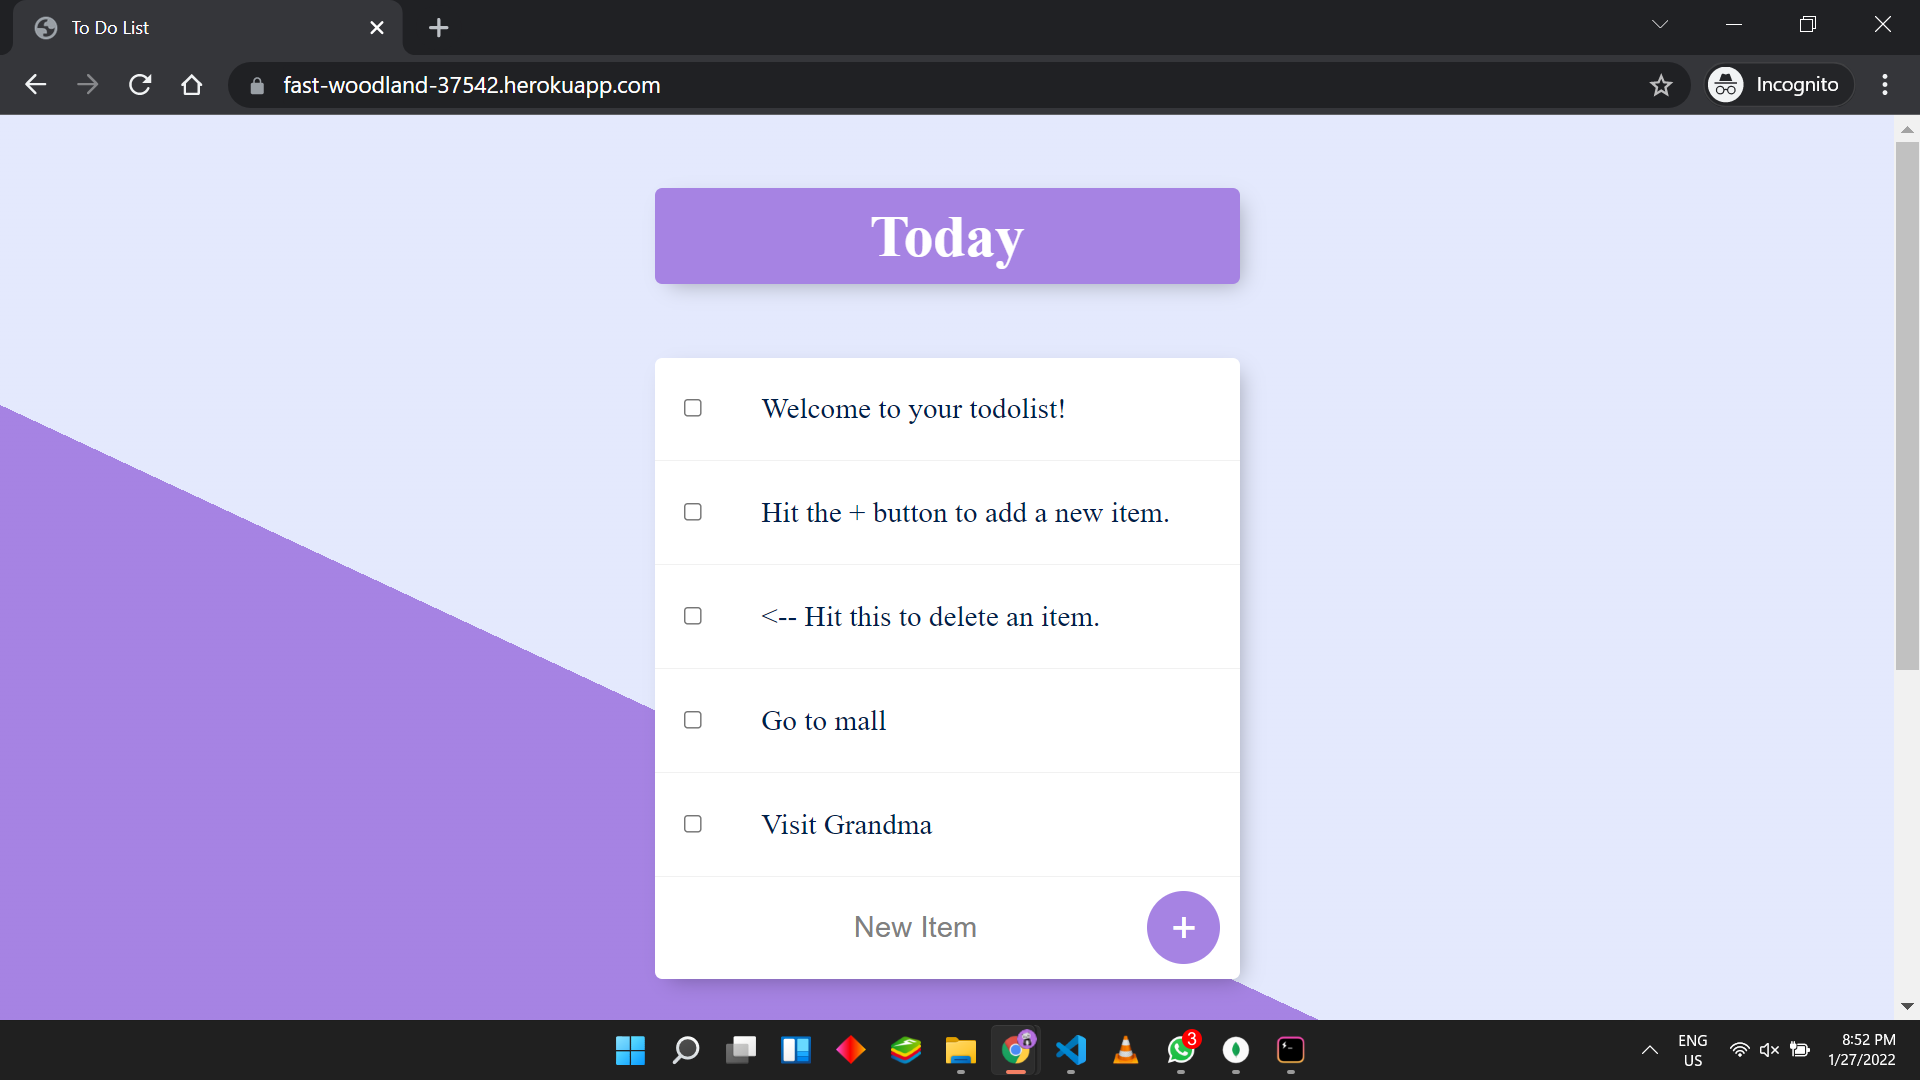 To Do List
fast-woodland-37542.herokuapp.com
Incognito
Today
Welcome to your todolist!
Hit the + button to add a new item.
<-- Hit this to delete an item.
Go to mall
Visit Grandma
New Item
+
3
ENG
US
8:52 PM
1/27/2022